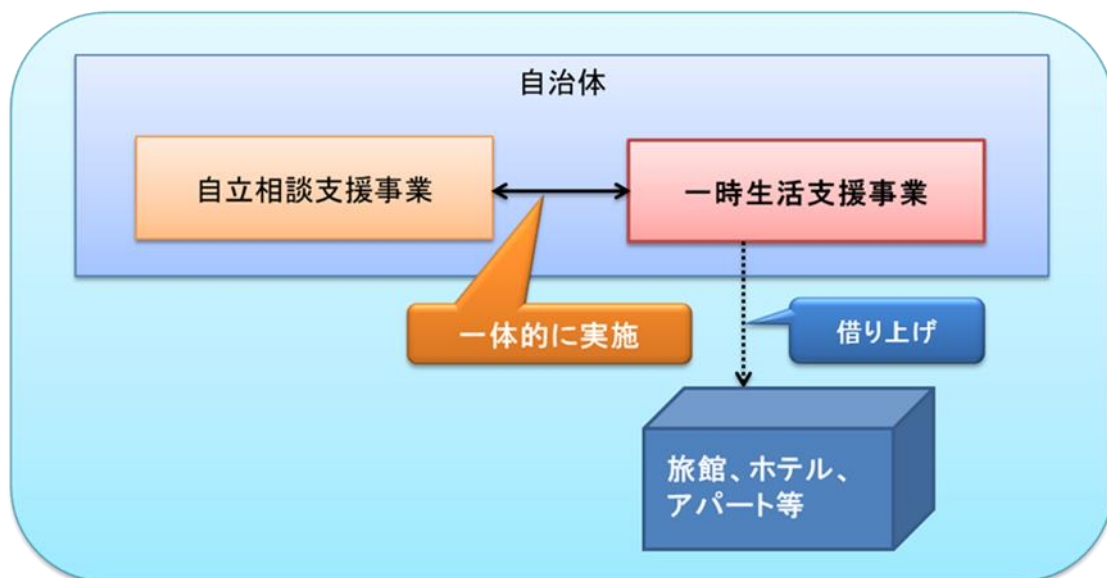 自治体
自立相談支援事業
一時生活支援事業
一体的に実施
借り上げ
旅館、ホテル、
アパート等